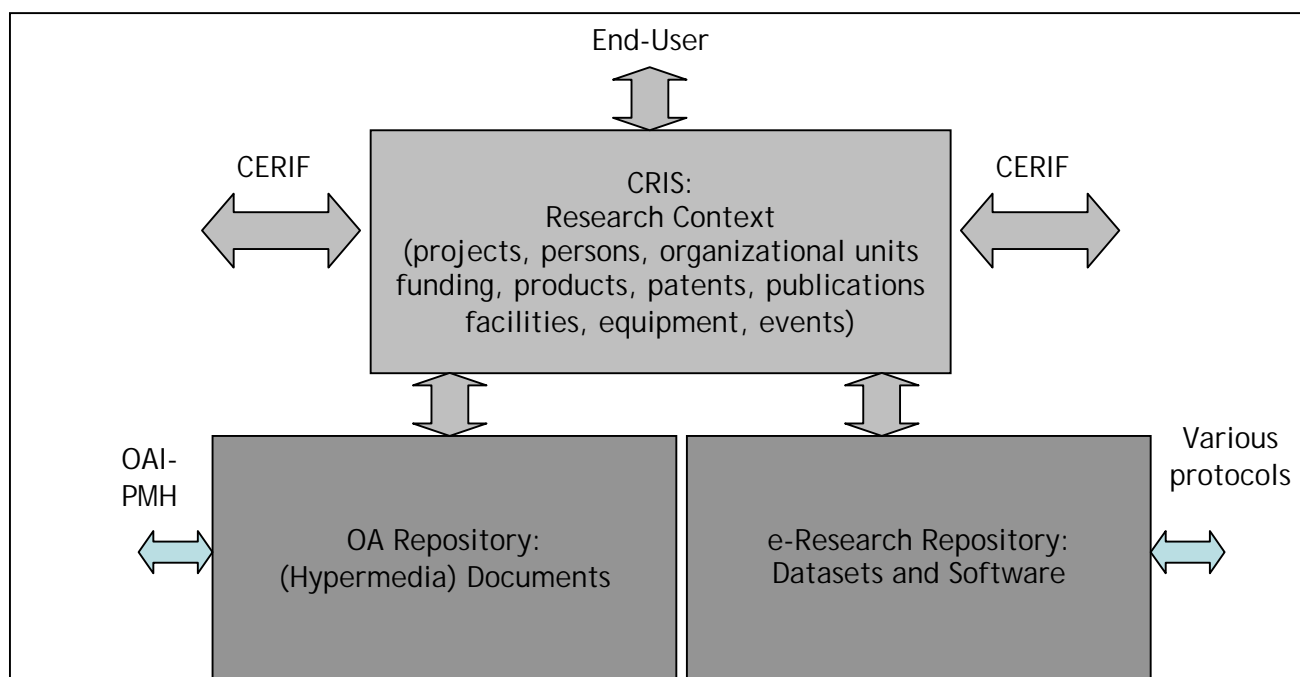 End-User
CERIF
CERIF
CRIS:
Research Context
(projects, persons, organizational units
funding, products, patents, publications
facilities, equipment, events)
OAI-
PMH
Various
protocols
OA Repository:
(Hypermedia) Documents
e-Research Repository:
Datasets and Software